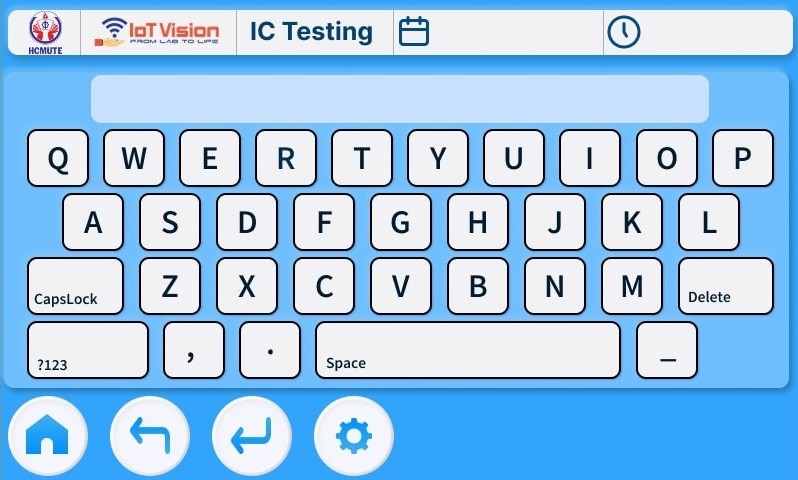 HCMUTE IoT Vision IC Testing
FROM LAB TO LIFE
Q W E R T Y U I O P
A S D F G H J K L
CapsLock Z X C V B N M Delete
?123 , . Space _